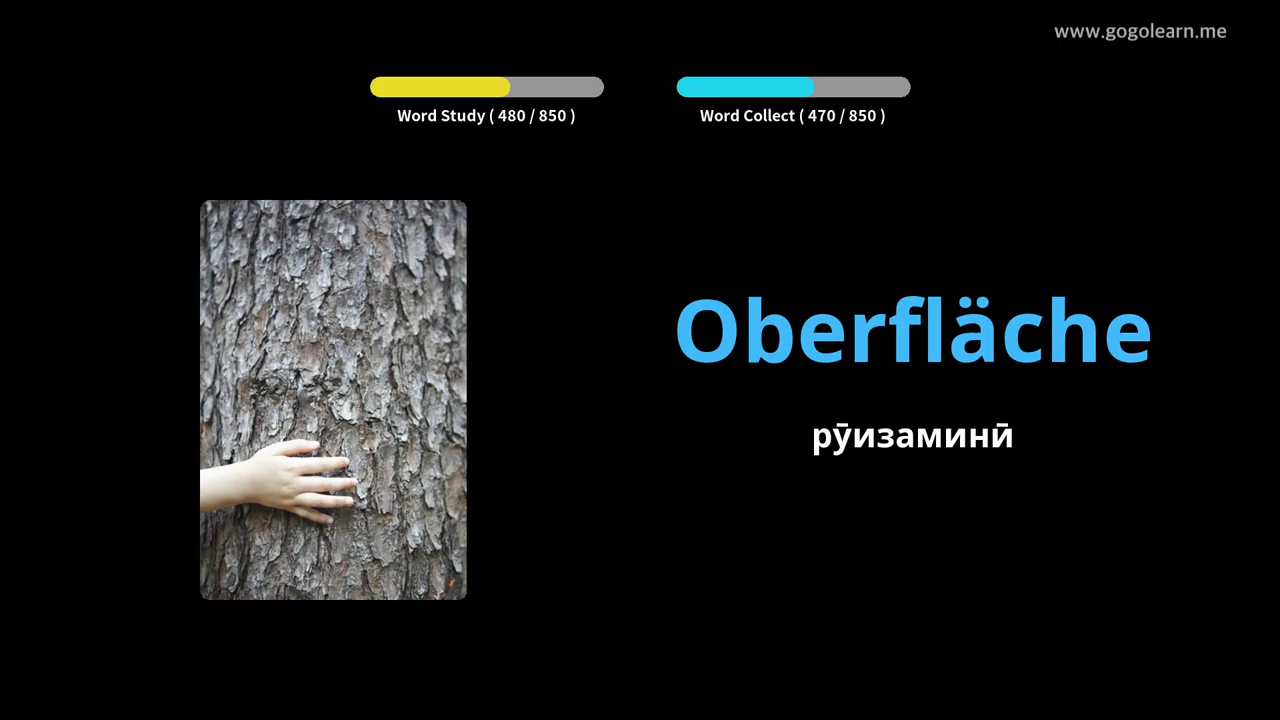 www.gogolearn.me
Word Study ( 480 / 850 )
Word Collect ( 470 / 850 )
Oberfläche
рӯизаминӣ